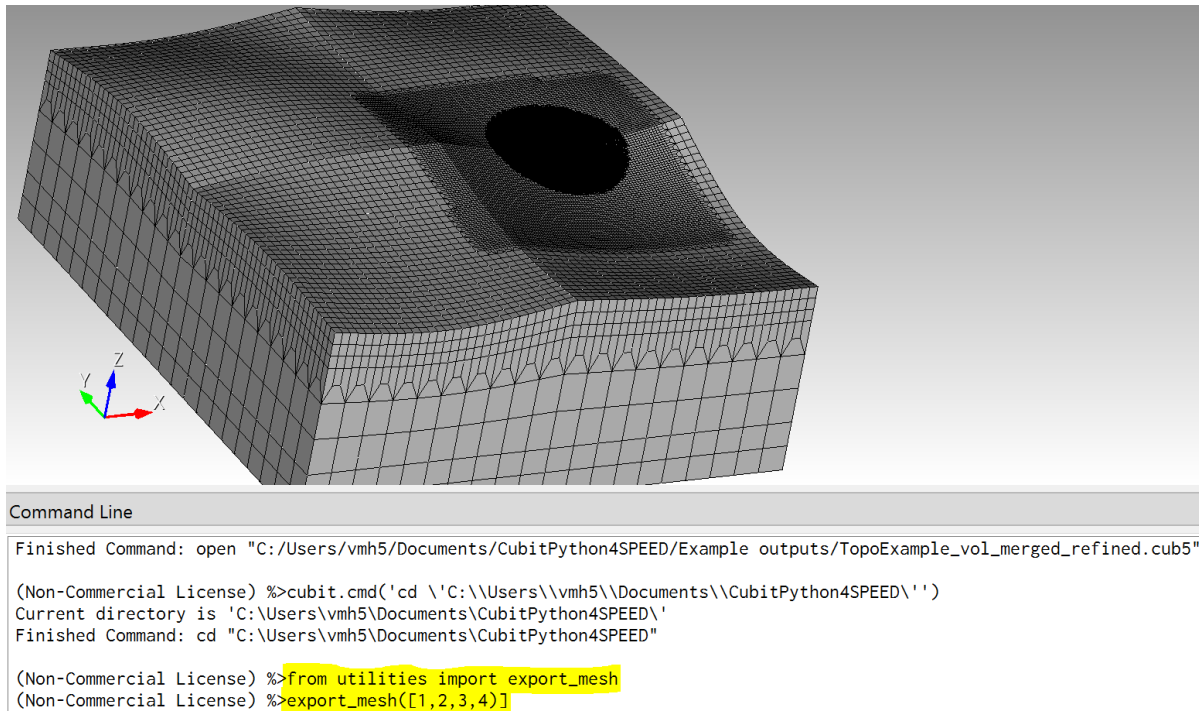 Z
Y
X
Command Line
Finished Command: open "C:/Users/vmh5/Documents/CubitPython4SPEED/Example outputs/TopoExample_vol_merged_refined.cub5"
(Non-Commercial License) %>cubit.cmd('cd \'C:\\Users\\vmh5\\Documents\\CubitPython4SPEED\'')
Current directory is 'C:\Users\vmh5\Documents\CubitPython4SPEED\'
Finished Command: cd "C:\Users\vmh5\Documents\CubitPython4SPEED"
(Non-Commercial License) %>from utilities import export_mesh
(Non-Commercial License) %>export_mesh([1,2,3,4)]